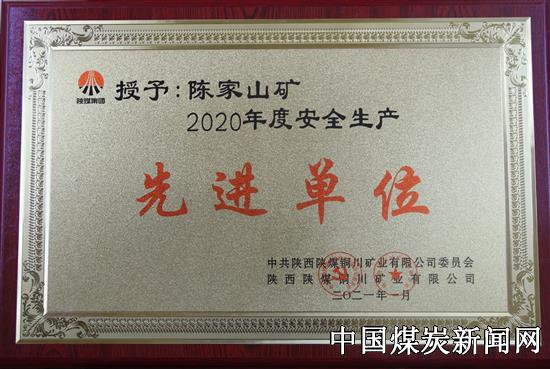 陕煤集团
授予:陈家山矿
2020年度安全生产
先进单位
中共陕西陕煤铜川矿业有限公司委员会
陕西陕煤铜川矿业有限公司
二〇二一年一月
中国煤炭新闻网